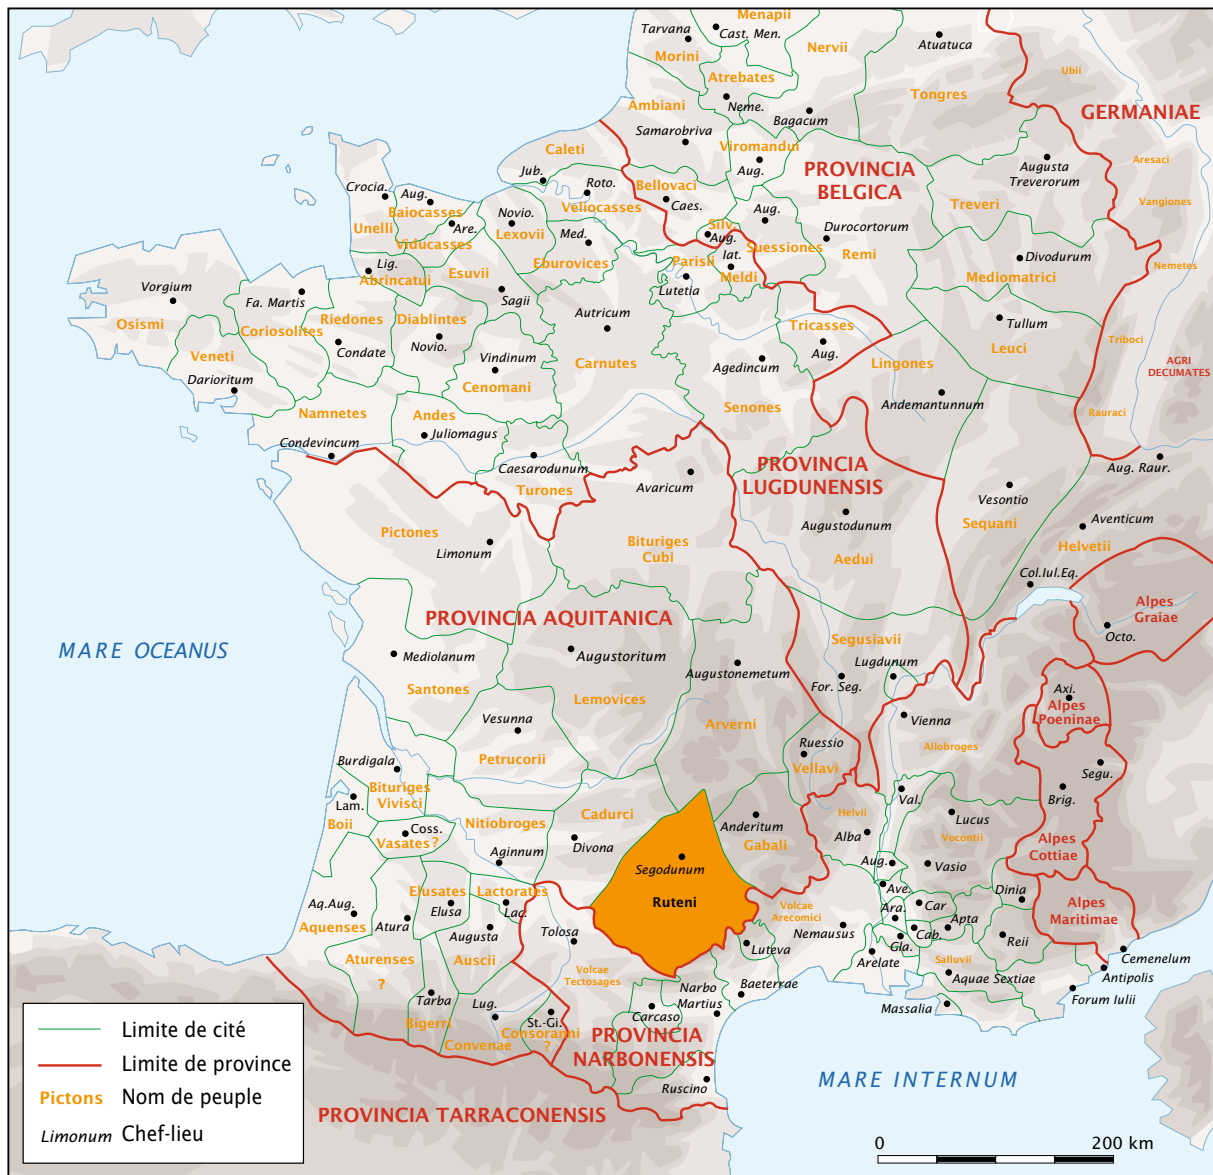 Menapii
Tarvana
Cast. Men.
Morini
Nervii
Atuatuca
Ubii
Atrebates
Tongres
Ambiani
Neme.
Bagacum
GERMANIAE
Samarobriva
Caleti
Viromandui
Aug.
PROVINCIA
BELGICA
Augusta
Treverorum
Aresaci
Jub.
Roto.
Bellovaci
Crocia.
Aug.
Baiocasses
Veliocasses
Caes.
Treveri
Vangiones
Unelli
Are.
Viducasses
Novio.
Lexovii
Med.
Silv.
Aug.
Aug.
Suessiones
Durocortorum
Remi
Lig.
Abrincatui
Esuvii
Eburovices
Parisii
Iat.
Meldi
Divodurum
Mediomatrici
Nemetes
Vorgium
Fa. Martis
Sagii
Lutetia
Osismi
Coriosolites
Riedones
Diablintes
Autricum
Tricasses
Tullum
Condate
Novio.
Aug.
Leuci
Triboci
Veneti
Vindinum
Carnutes
Agedincum
Lingones
AGRI
DECUMATES
Darioritum
Cenomani
Andemantunnum
Namnetes
Andes
Senones
Rauraci
Condevincum
Juliomagus
Caesarodunum
PROVINCIA
LUGDUNENSIS
Aug. Raur.
Turones
Avaricum
Vesontio
Augustodunum
Sequani
Aventicum
Pictones
Limonum
Bituriges
Cubi
Aedui
Helvetii
Col.Iul.Eq.
Alpes
Graiae
PROVINCIA AQUITANICA
Octo.
MARE OCEANUS
Mediolanum
Augustoritum
Augustonemetum
Segusiavii
Lugdunum
For. Seg.
Santones
Lemovices
Axi.
Alpes
Poeninae
Vesunna
Arverni
Vienna
Petrucorii
Ruessio
Vellavi
Allobroges
Burdigala
Segu.
Bituriges
Vivisci
Lam.
Boii
Val.
Brig.
Coss.
Vasates ?
Nitiobroges
Cadurci
Divona
Anderitum
Gabali
Helvii
Alba
Lucus
Vocontii
Alpes
Cottiae
Aginnum
Segodunum
Aug.
Vasio
Elusates
Elusa
Lactorates
Lac.
Ruteni
Ave.
Dinia
Aq.Aug.
Aquenses
Atura
Volcae
Arecomici
Ara.
Car
Alpes
Maritimae
Augusta
Tolosa
Nemausus
Cab.
Apta
Auscii
Luteva
Gla.
Reii
Aturenses
?
Volcae
Tectosages
Arelate
Salluvii
Cemenelum
Aquae Sextiae
Antipolis
Tarba
Bigerri
Lug.
Convenae
St.-Gi.
Consoranni
?
Narbo
Martius
Baeterrae
Carcaso
Massalia
Forum Iulii
PROVINCIA
NARBONENSIS
Ruscino
MARE INTERNUM
PROVINCIA TARRACONENSIS
Limite de cité
Limite de province
Pictons Nom de peuple
Limonum Chef-lieu
0 200 km